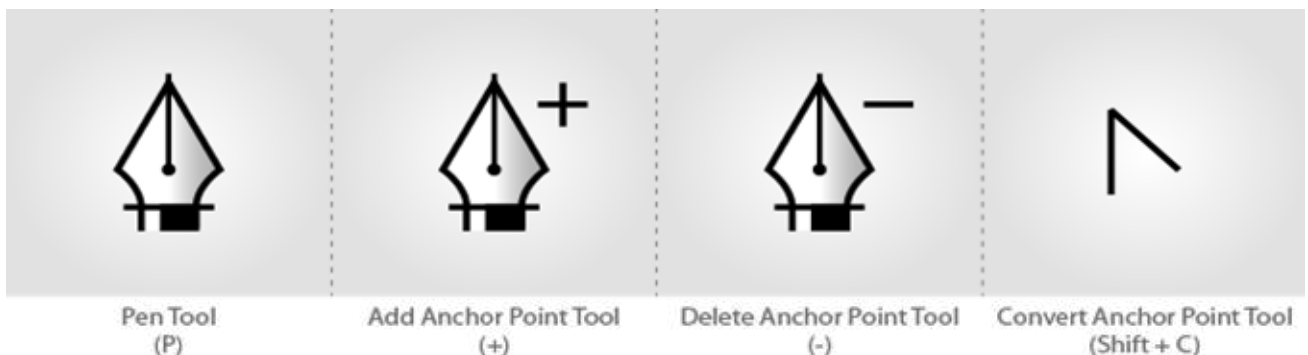 Pen Tool
(P)
Add Anchor Point Tool
(+)
Delete Anchor Point Tool
(-)
Convert Anchor Point Tool
(Shift + C)